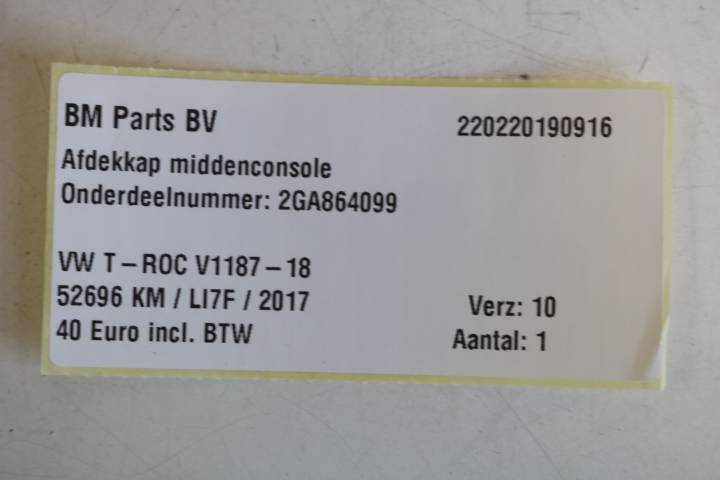 BM Parts BV 220220190916
Afdekkap middenconsole
Onderdeelnummer: 2GA864099
VW T-ROC V1187-18
52696 KM / LI7F / 2017 Verz: 10
40 Euro incl. BTW Aantal: 1